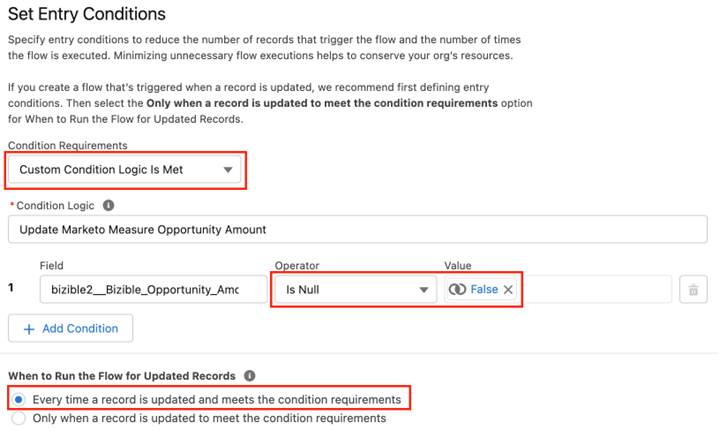 Set Entry Conditions
Specify entry conditions to reduce the number of records that trigger the flow and the number of times
the flow is executed. Minimizing unnecessary flow executions helps to conserve your org's resources.
If you create a flow that's triggered when a record is updated, we recommend first defining entry
conditions. Then select the Only when a record is updated to meet the condition requirements option
for When to Run the Flow for Updated Records.
Condition Requirements
Custom Condition Logic Is Met
* Condition Logic
Update Marketo Measure Opportunity Amount
Field Operator Value
1 bizible2__Bizible_Opportunity_Amo Is Null False
+ Add Condition
When to Run the Flow for Updated Records
Every time a record is updated and meets the condition requirements
Only when a record is updated to meet the condition requirements